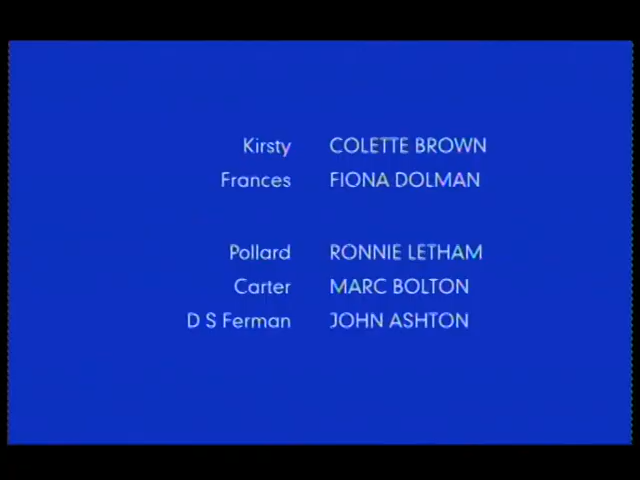 Kirsty COLETTE BROWN
Frances FIONA DOLMAN
Pollard RONNIE LETHAM
Carter MARC BOLTON
D S Ferman JOHN ASHTON